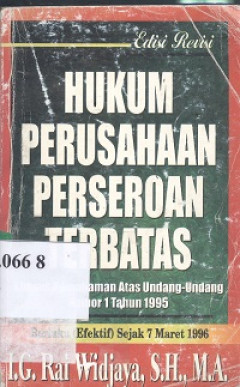 Edisi Revisi
HUKUM
PERUSAHAAN
PERSEROAN
TERBATAS
Atas Undang-Undang
1 Tahun 1995
.066 8
(Efektif) Sejak 7 Maret 1996
I.G. Rai Widjaya, S.H., M.A.